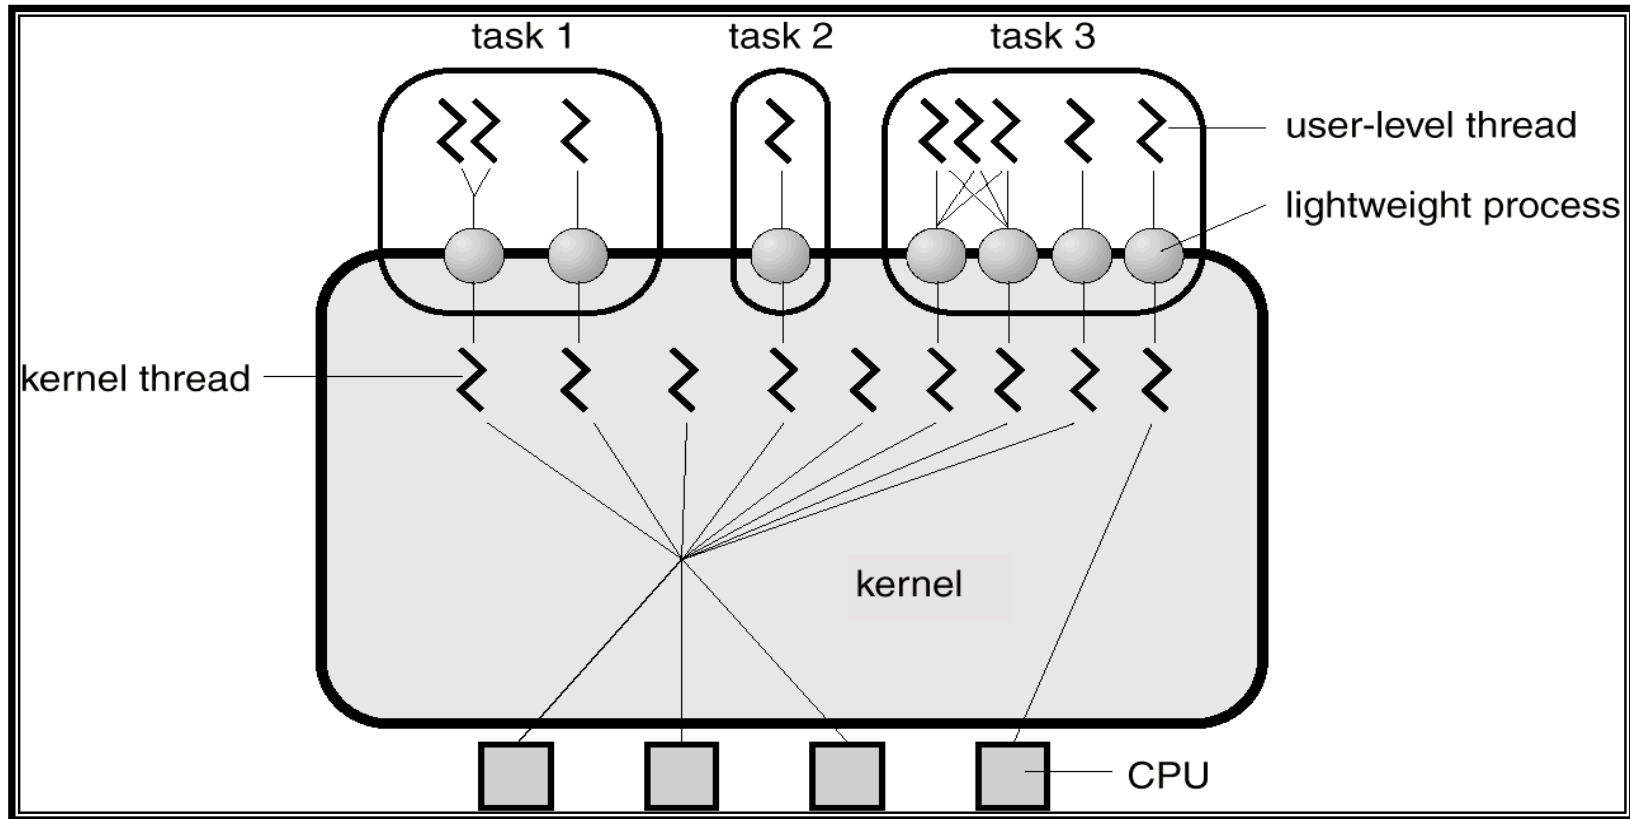 task 1
task 2
task 3
user-level thread
lightweight process
kernel thread
kernel
CPU